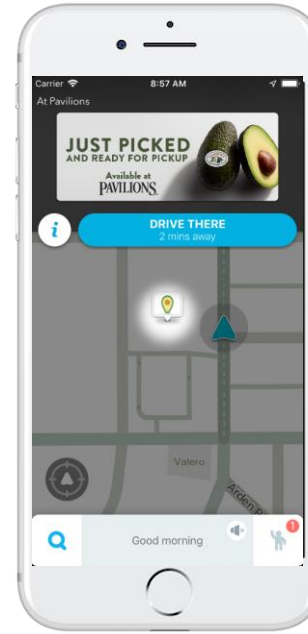 Carrier
8:57 AM
At Pavilions
JUST PICKED
AND READY FOR PICKUP
Available at
PAVILIONS
DRIVE THERE
2 mins away
i
Valero
Good morning
1